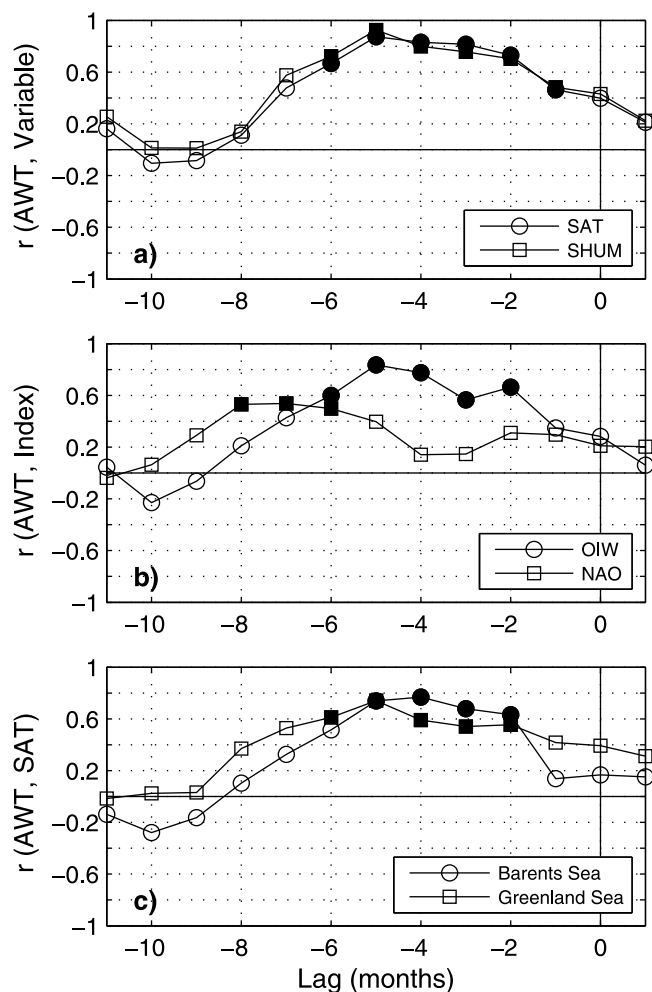 1
0.6
0.2
−0.2
−0.6
−1
r (AWT, Variable)
a)
SAT
SHUM
−10 −8 −6 −4 −2 0
1
0.6
0.2
−0.2
−0.6
−1
r (AWT, Index)
b)
OIW
NAO
−10 −8 −6 −4 −2 0
1
0.6
0.2
−0.2
−0.6
−1
r (AWT, SAT)
c)
Barents Sea
Greenland Sea
−10 −8 −6 −4 −2 0
Lag (months)